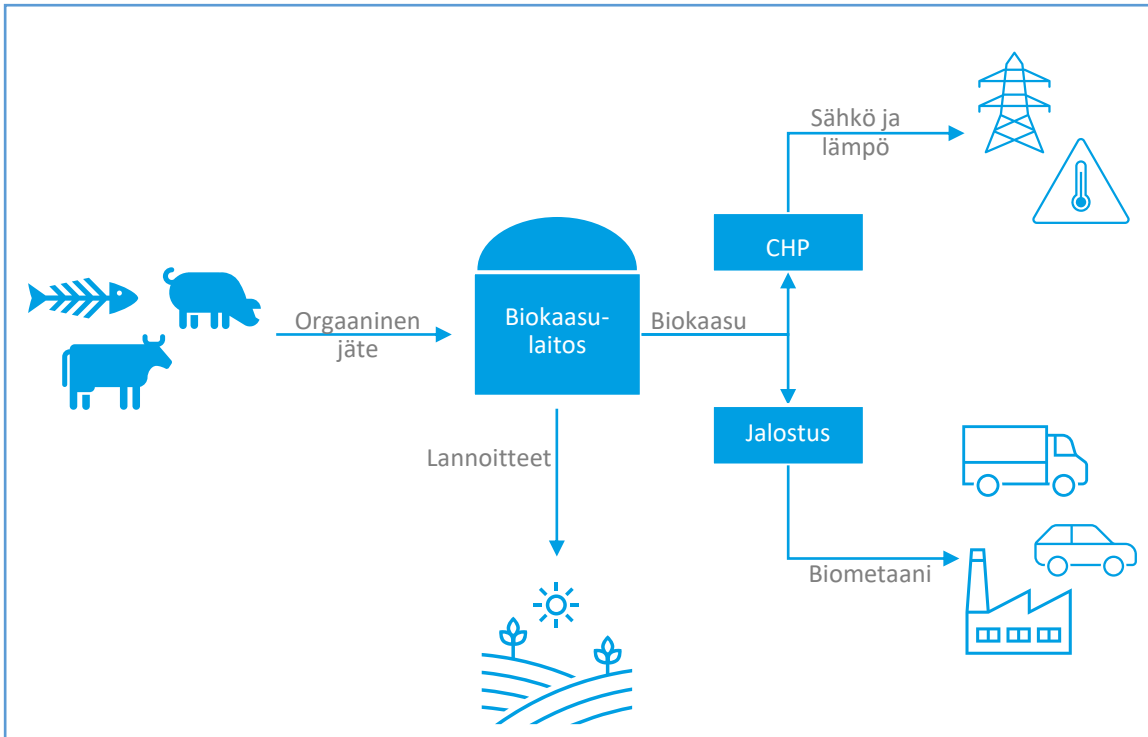 Sähkö ja
lämpö
CHP
Orgaaninen
jäte
Biokaasu-
laitos
Biokaasu
Jalostus
Lannoitteet
Biometaani